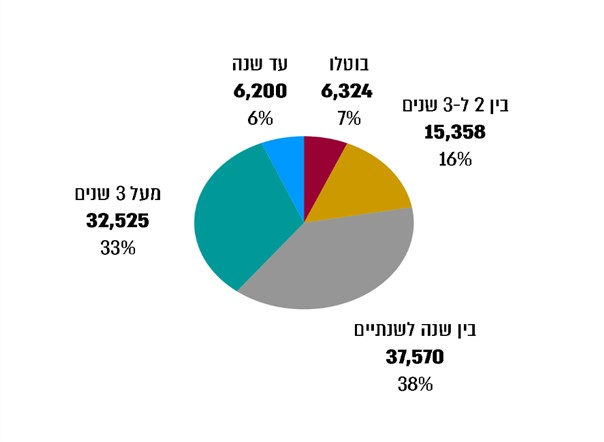 בוטלו
6,324
7%
בין 2 ל-3 שנים
15,358
16%
בין שנה לשנתיים
37,570
38%
מעל 3 שנים
32,525
33%
עד שנה
6,200
6%